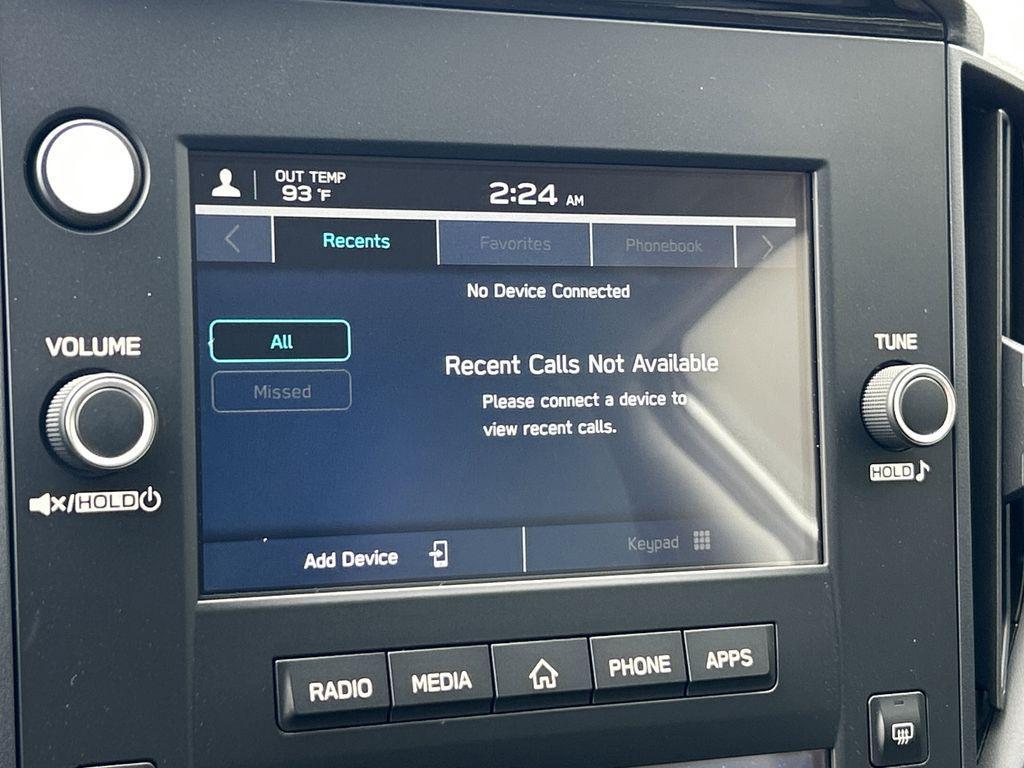 OUT TEMP
93 °F
2:24 AM
Recents
Favorites
Phonebook
No Device Connected
All
Missed
Recent Calls Not Available
Please connect a device to
view recent calls.
Add Device
Keypad
VOLUME
/HOLD
TUNE
HOLD
RADIO
MEDIA
PHONE
APPS